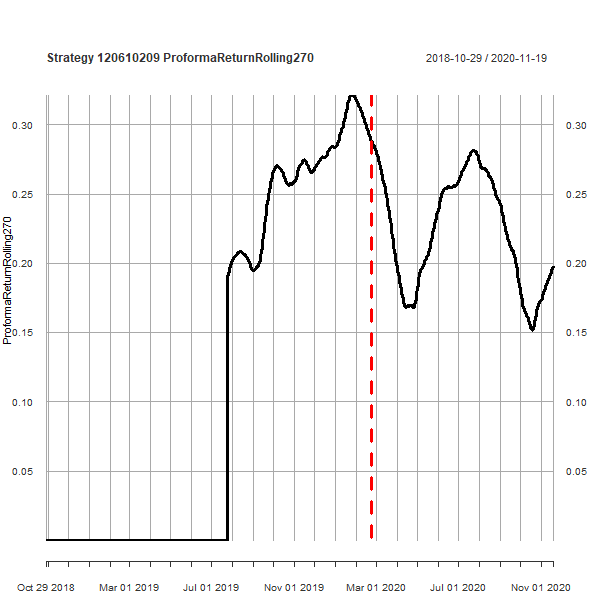 Strategy 120610209 ProformaReturnRolling270
2018-10-29 / 2020-11-19
ProformaReturnRolling270
0.30
0.30
0.25
0.25
0.20
0.20
0.15
0.15
0.10
0.10
0.05
0.05
Oct 29 2018
Mar 01 2019
Jul 01 2019
Nov 01 2019
Mar 01 2020
Jul 01 2020
Nov 01 2020